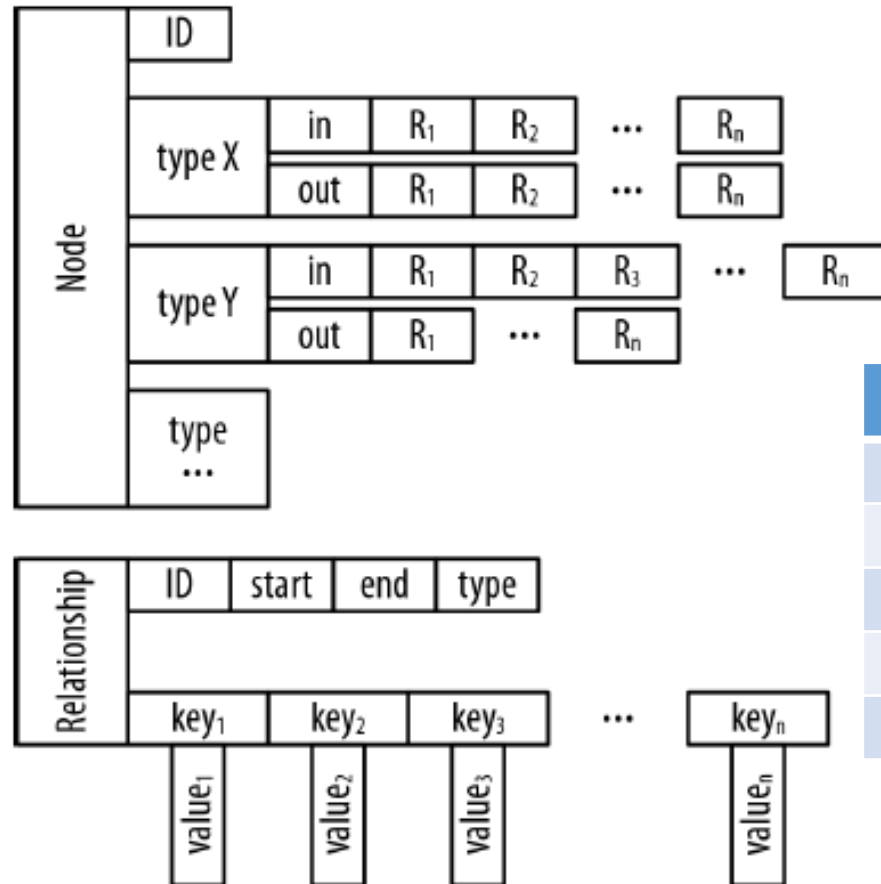 ID
Node
type X
in R₁ R₂ ... Rₙ
out R₁ R₂ ... Rₙ
type Y
in R₁ R₂ R₃ ... Rₙ
out R₁ ... Rₙ
type
...
Relationship
ID start end type
key₁ key₂ key₃ ... keyₙ
value₁ value₂ value₃ valueₙ